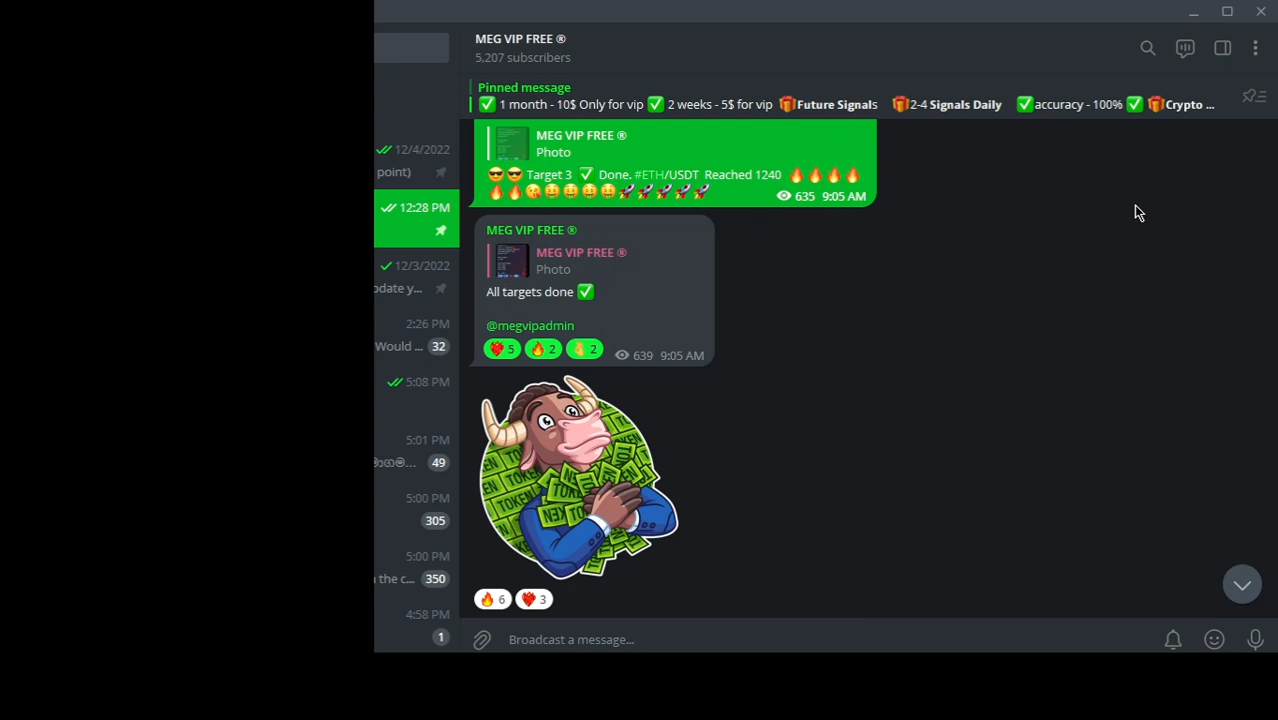 MEG VIP FREE ®
5,207 subscribers
Pinned message
✅ 1 month - 10$ Only for vip ✅ 2 weeks - 5$ for vip 🎁Future Signals 🎁2-4 Signals Daily ✅accuracy - 100% ✅ 🎁Crypto ...
12/4/2022
point)
12:28 PM
12/3/2022
pdate y...
2:26 PM
Would ... 32
5:08 PM
5:01 PM
49
5:00 PM
305
5:00 PM
the c... 350
4:58 PM
1
MEG VIP FREE ®
Photo
😎😎 Target 3 ✅ Done. #ETH/USDT Reached 1240 🔥🔥🔥🔥
🔥🔥😘🤑🤑🤑🤑🚀🚀🚀🚀🚀 635 9:05 AM
MEG VIP FREE ®
MEG VIP FREE ®
Photo
All targets done ✅
@megvipadmin
❤️‍🔥 5 🔥 2 👌 2 639 9:05 AM
TOKEN
🔥 6 ❤️‍🔥 3
Broadcast a message...